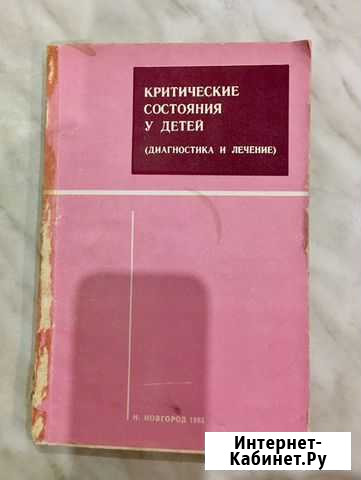 КРИТИЧЕСКИЕ
СОСТОЯНИЯ
У ДЕТЕЙ
(ДИАГНОСТИКА И ЛЕЧЕНИЕ)
Н. НОВГОРОД
Интернет-
Кабинет.Ру